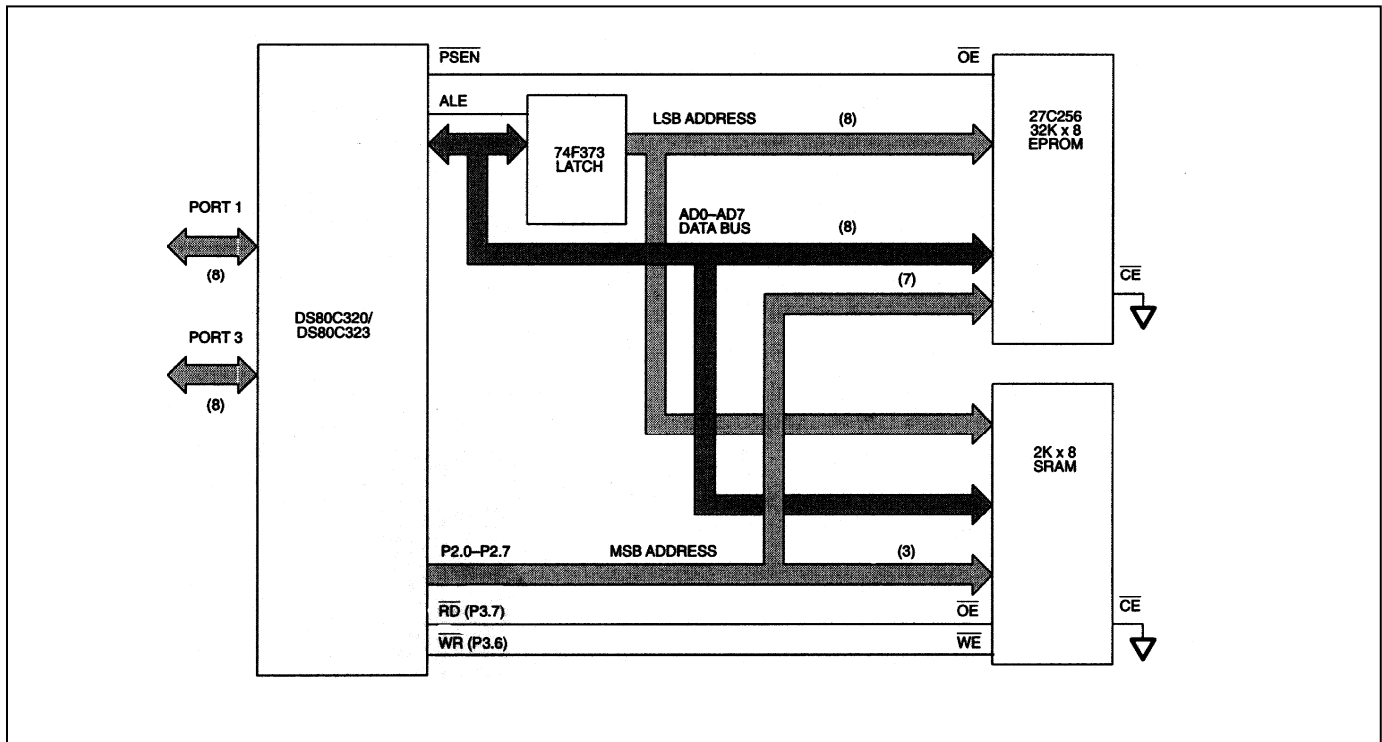 PSEN
OE
ALE
LSB ADDRESS
(8)
74F373
LATCH
27C256
32K x 8
EPROM
PORT 1
(8)
AD0–AD7
DATA BUS
(8)
(7)
CE
DS80C320/
DS80C323
PORT 3
(8)
2K x 8
SRAM
P2.0–P2.7
MSB ADDRESS
(3)
RD (P3.7)
OE
CE
WR (P3.6)
WE